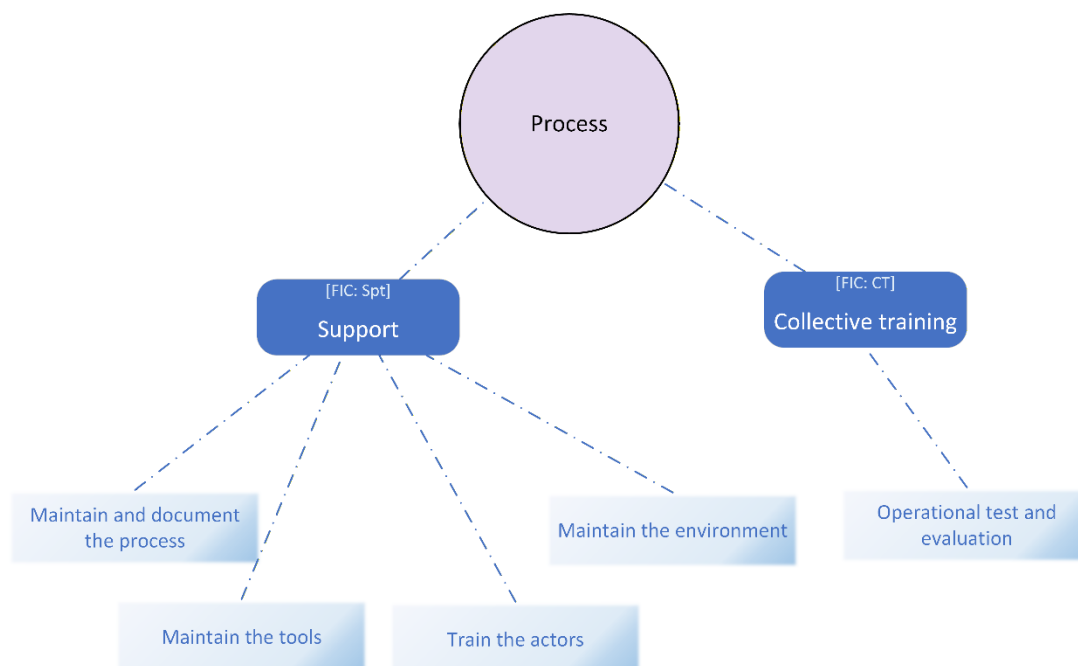 Process
[FIC: Spt]
Support
[FIC: CT]
Collective training
Maintain and document
the process
Maintain the environment
Operational test and
evaluation
Maintain the tools
Train the actors